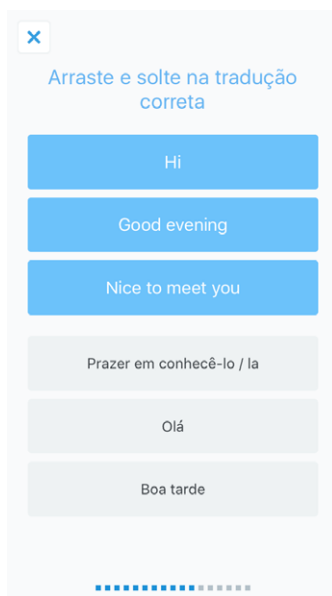 Arraste e solte na tradução
correta
Hi
Good evening
Nice to meet you
Prazer em conhecê-lo / la
Olá
Boa tarde